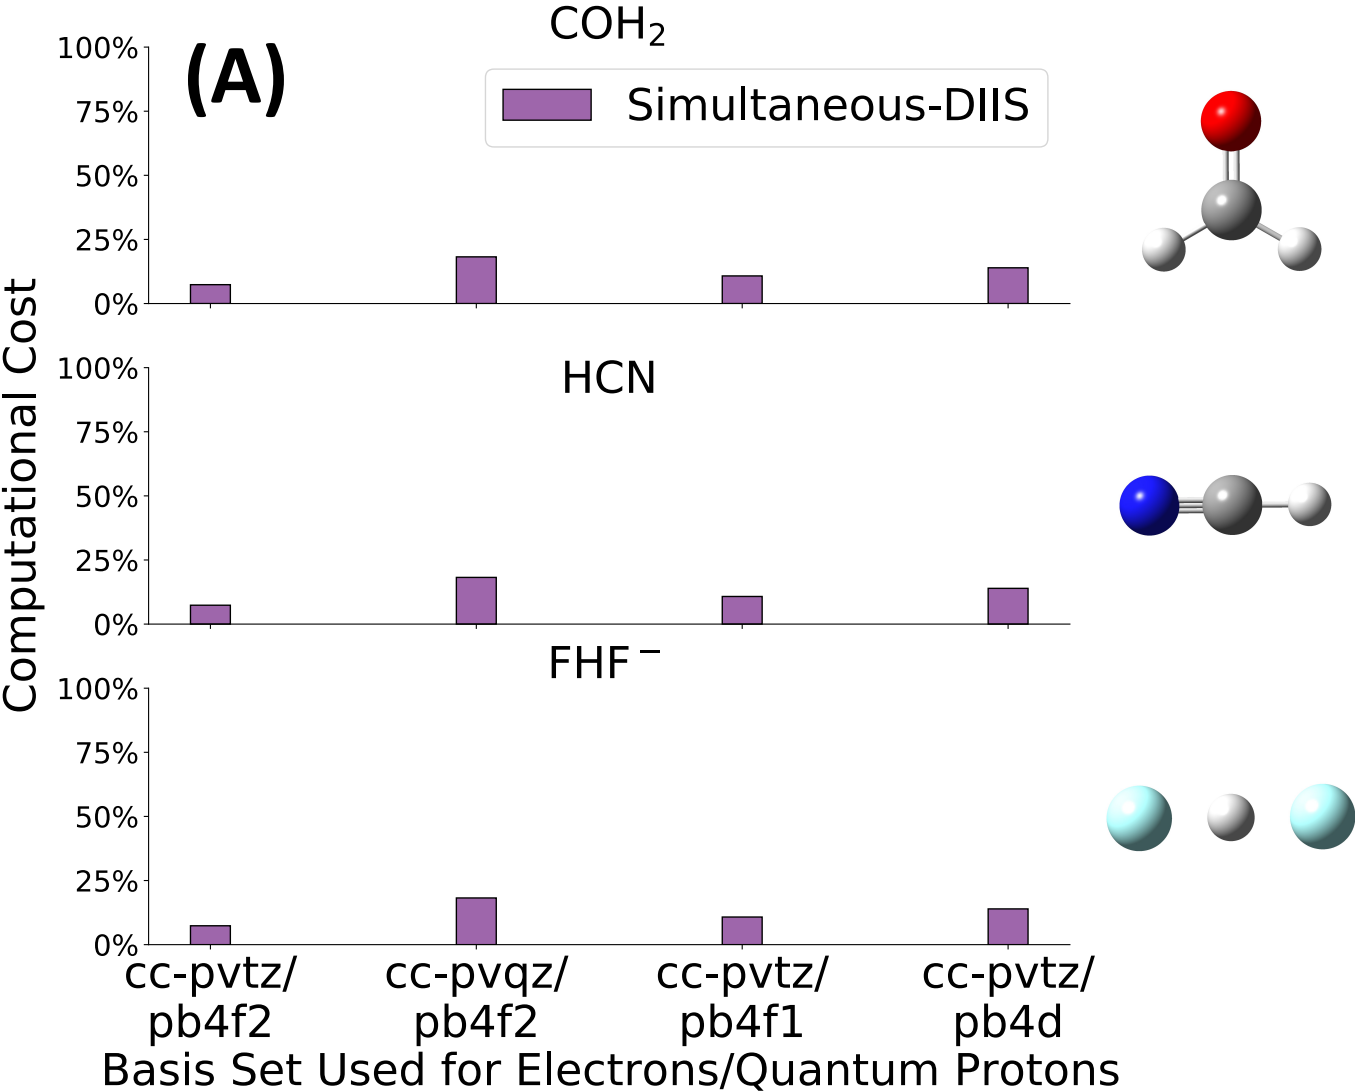 COH₂
(A)
Simultaneous-DIIS
100%
75%
50%
25%
0%
HCN
100%
75%
50%
25%
0%
FHF⁻
100%
75%
50%
25%
0%
Computational Cost
cc-pvtz/
pb4f2
cc-pvqz/
pb4f2
cc-pvtz/
pb4f1
cc-pvtz/
pb4d
Basis Set Used for Electrons/Quantum Protons